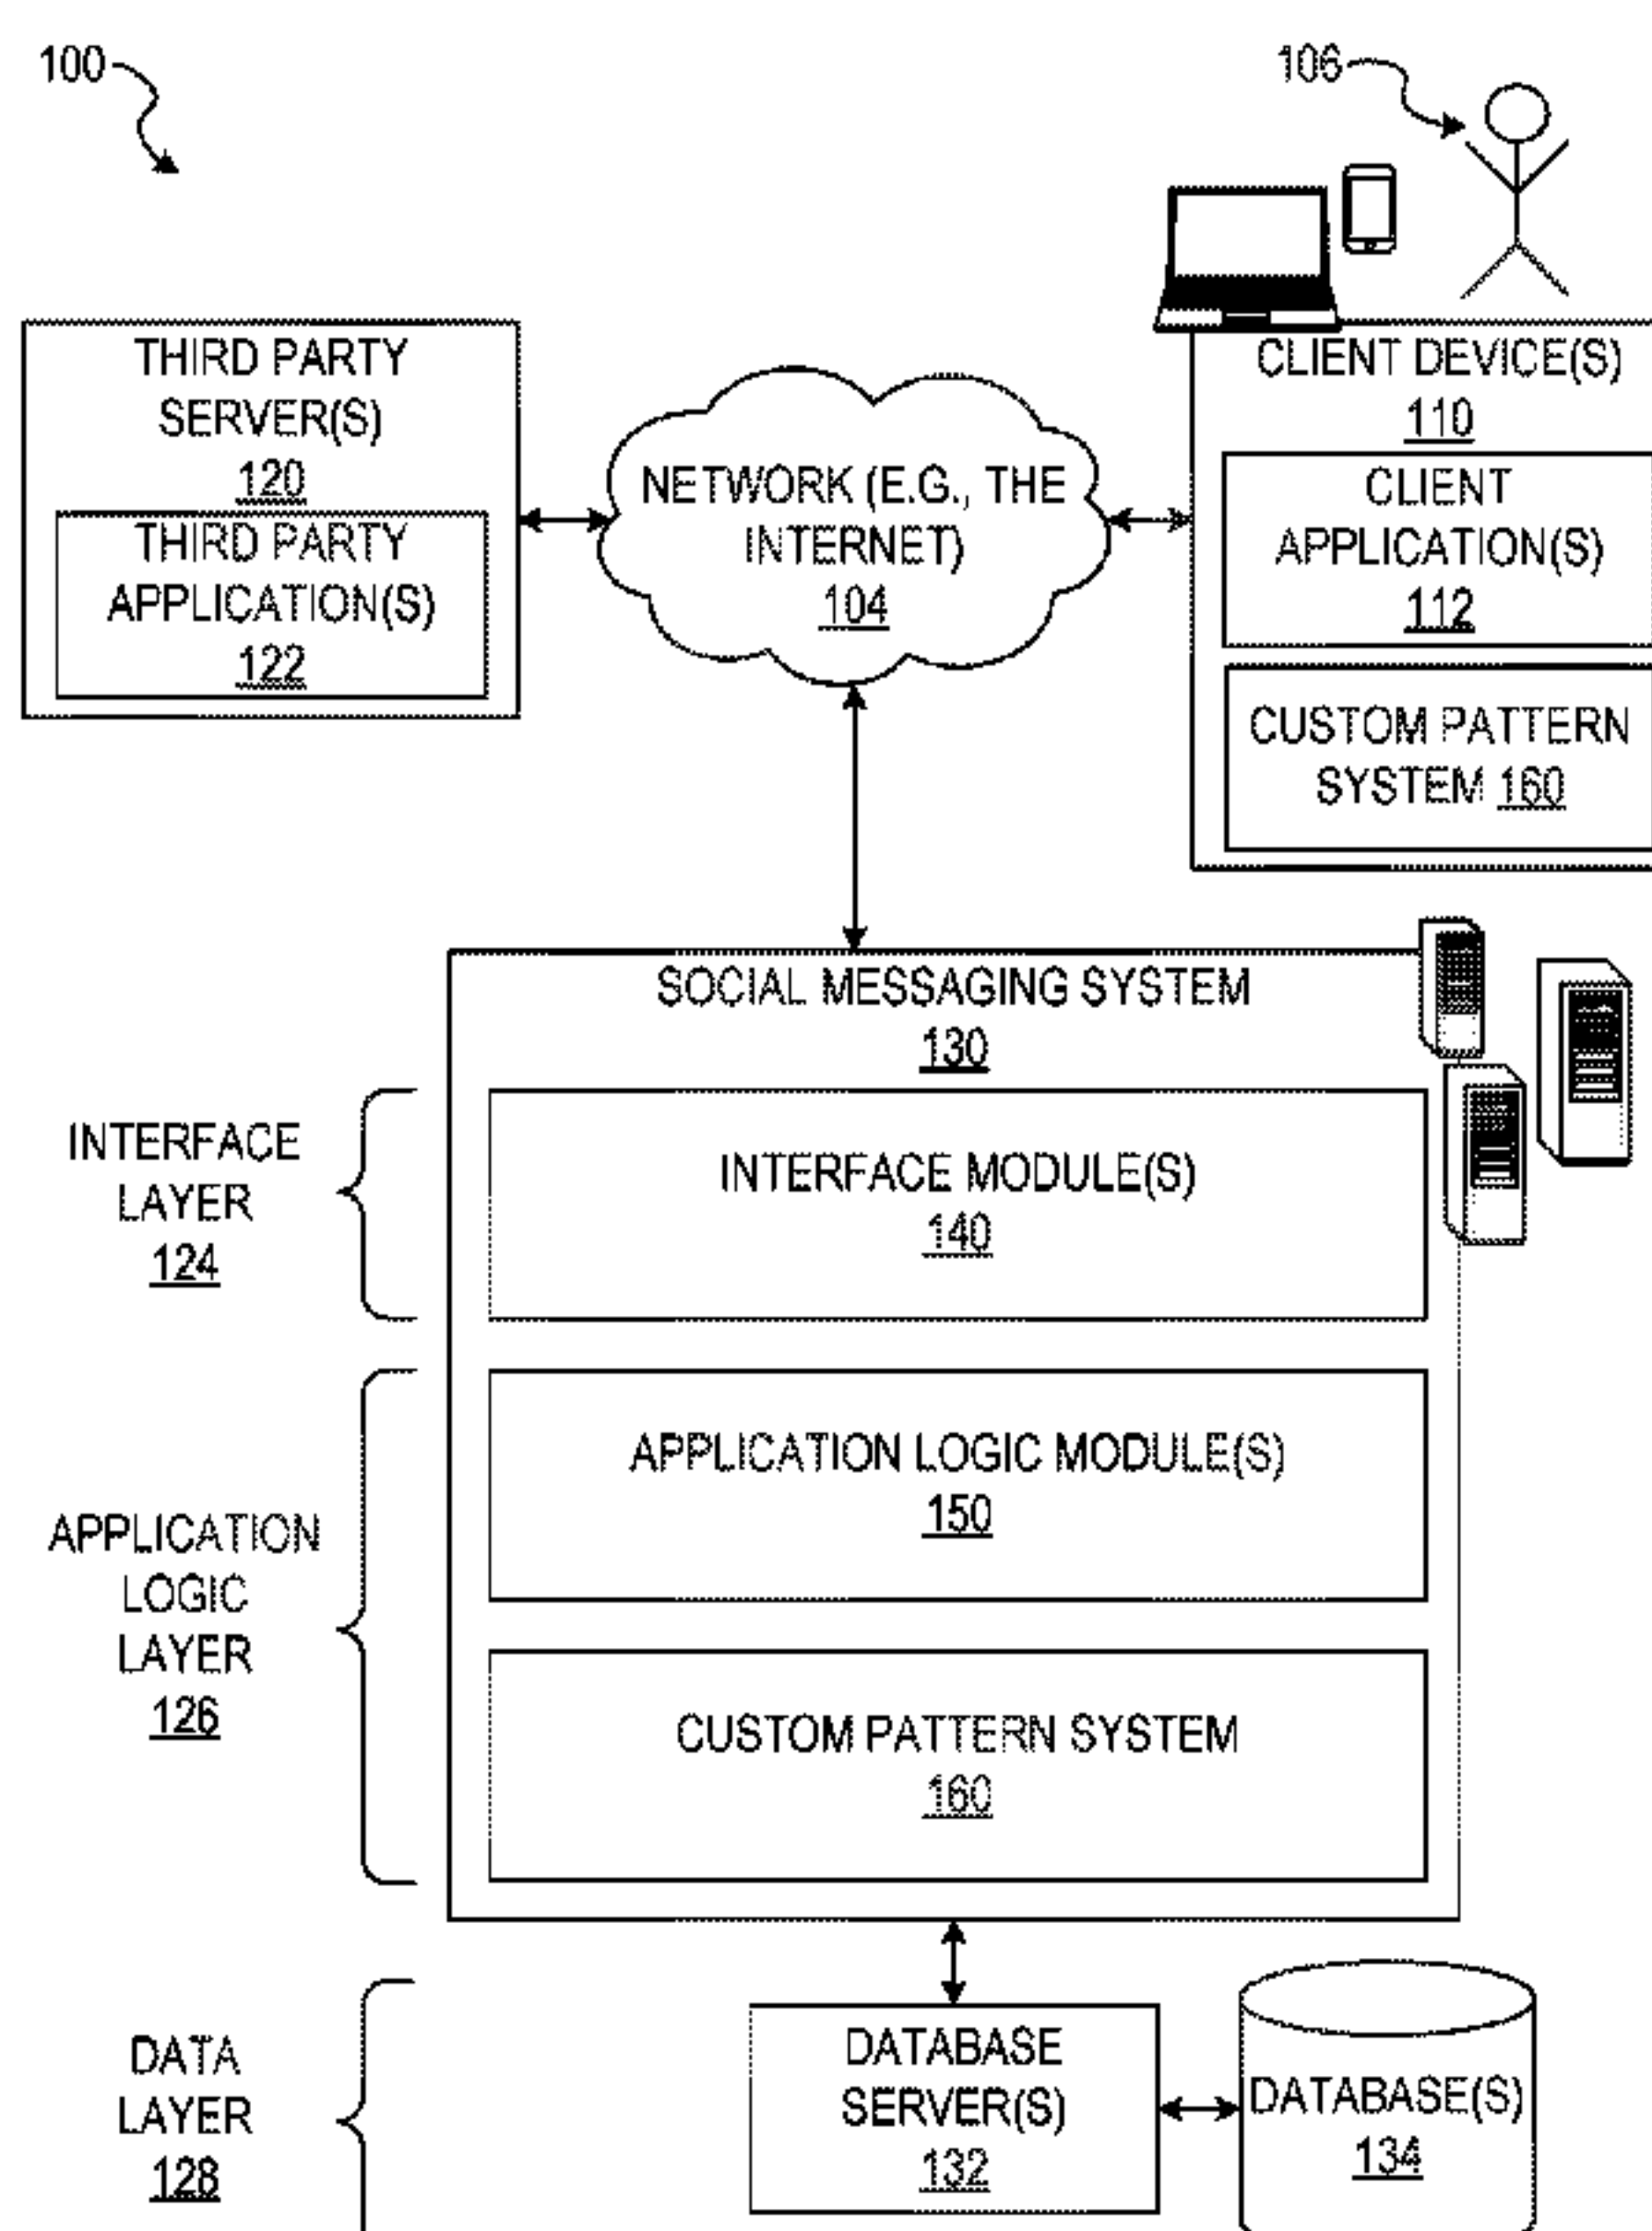 100
106
THIRD PARTY
SERVER(S)
120
THIRD PARTY
APPLICATION(S)
122
NETWORK (E.G., THE
INTERNET)
104
CLIENT DEVICE(S)
110
CLIENT
APPLICATION(S)
112
CUSTOM PATTERN
SYSTEM 160
SOCIAL MESSAGING SYSTEM
130
INTERFACE
LAYER
124
INTERFACE MODULE(S)
140
APPLICATION
LOGIC
LAYER
126
APPLICATION LOGIC MODULE(S)
150
CUSTOM PATTERN SYSTEM
160
DATA
LAYER
128
DATABASE
SERVER(S)
132
DATABASE(S)
134